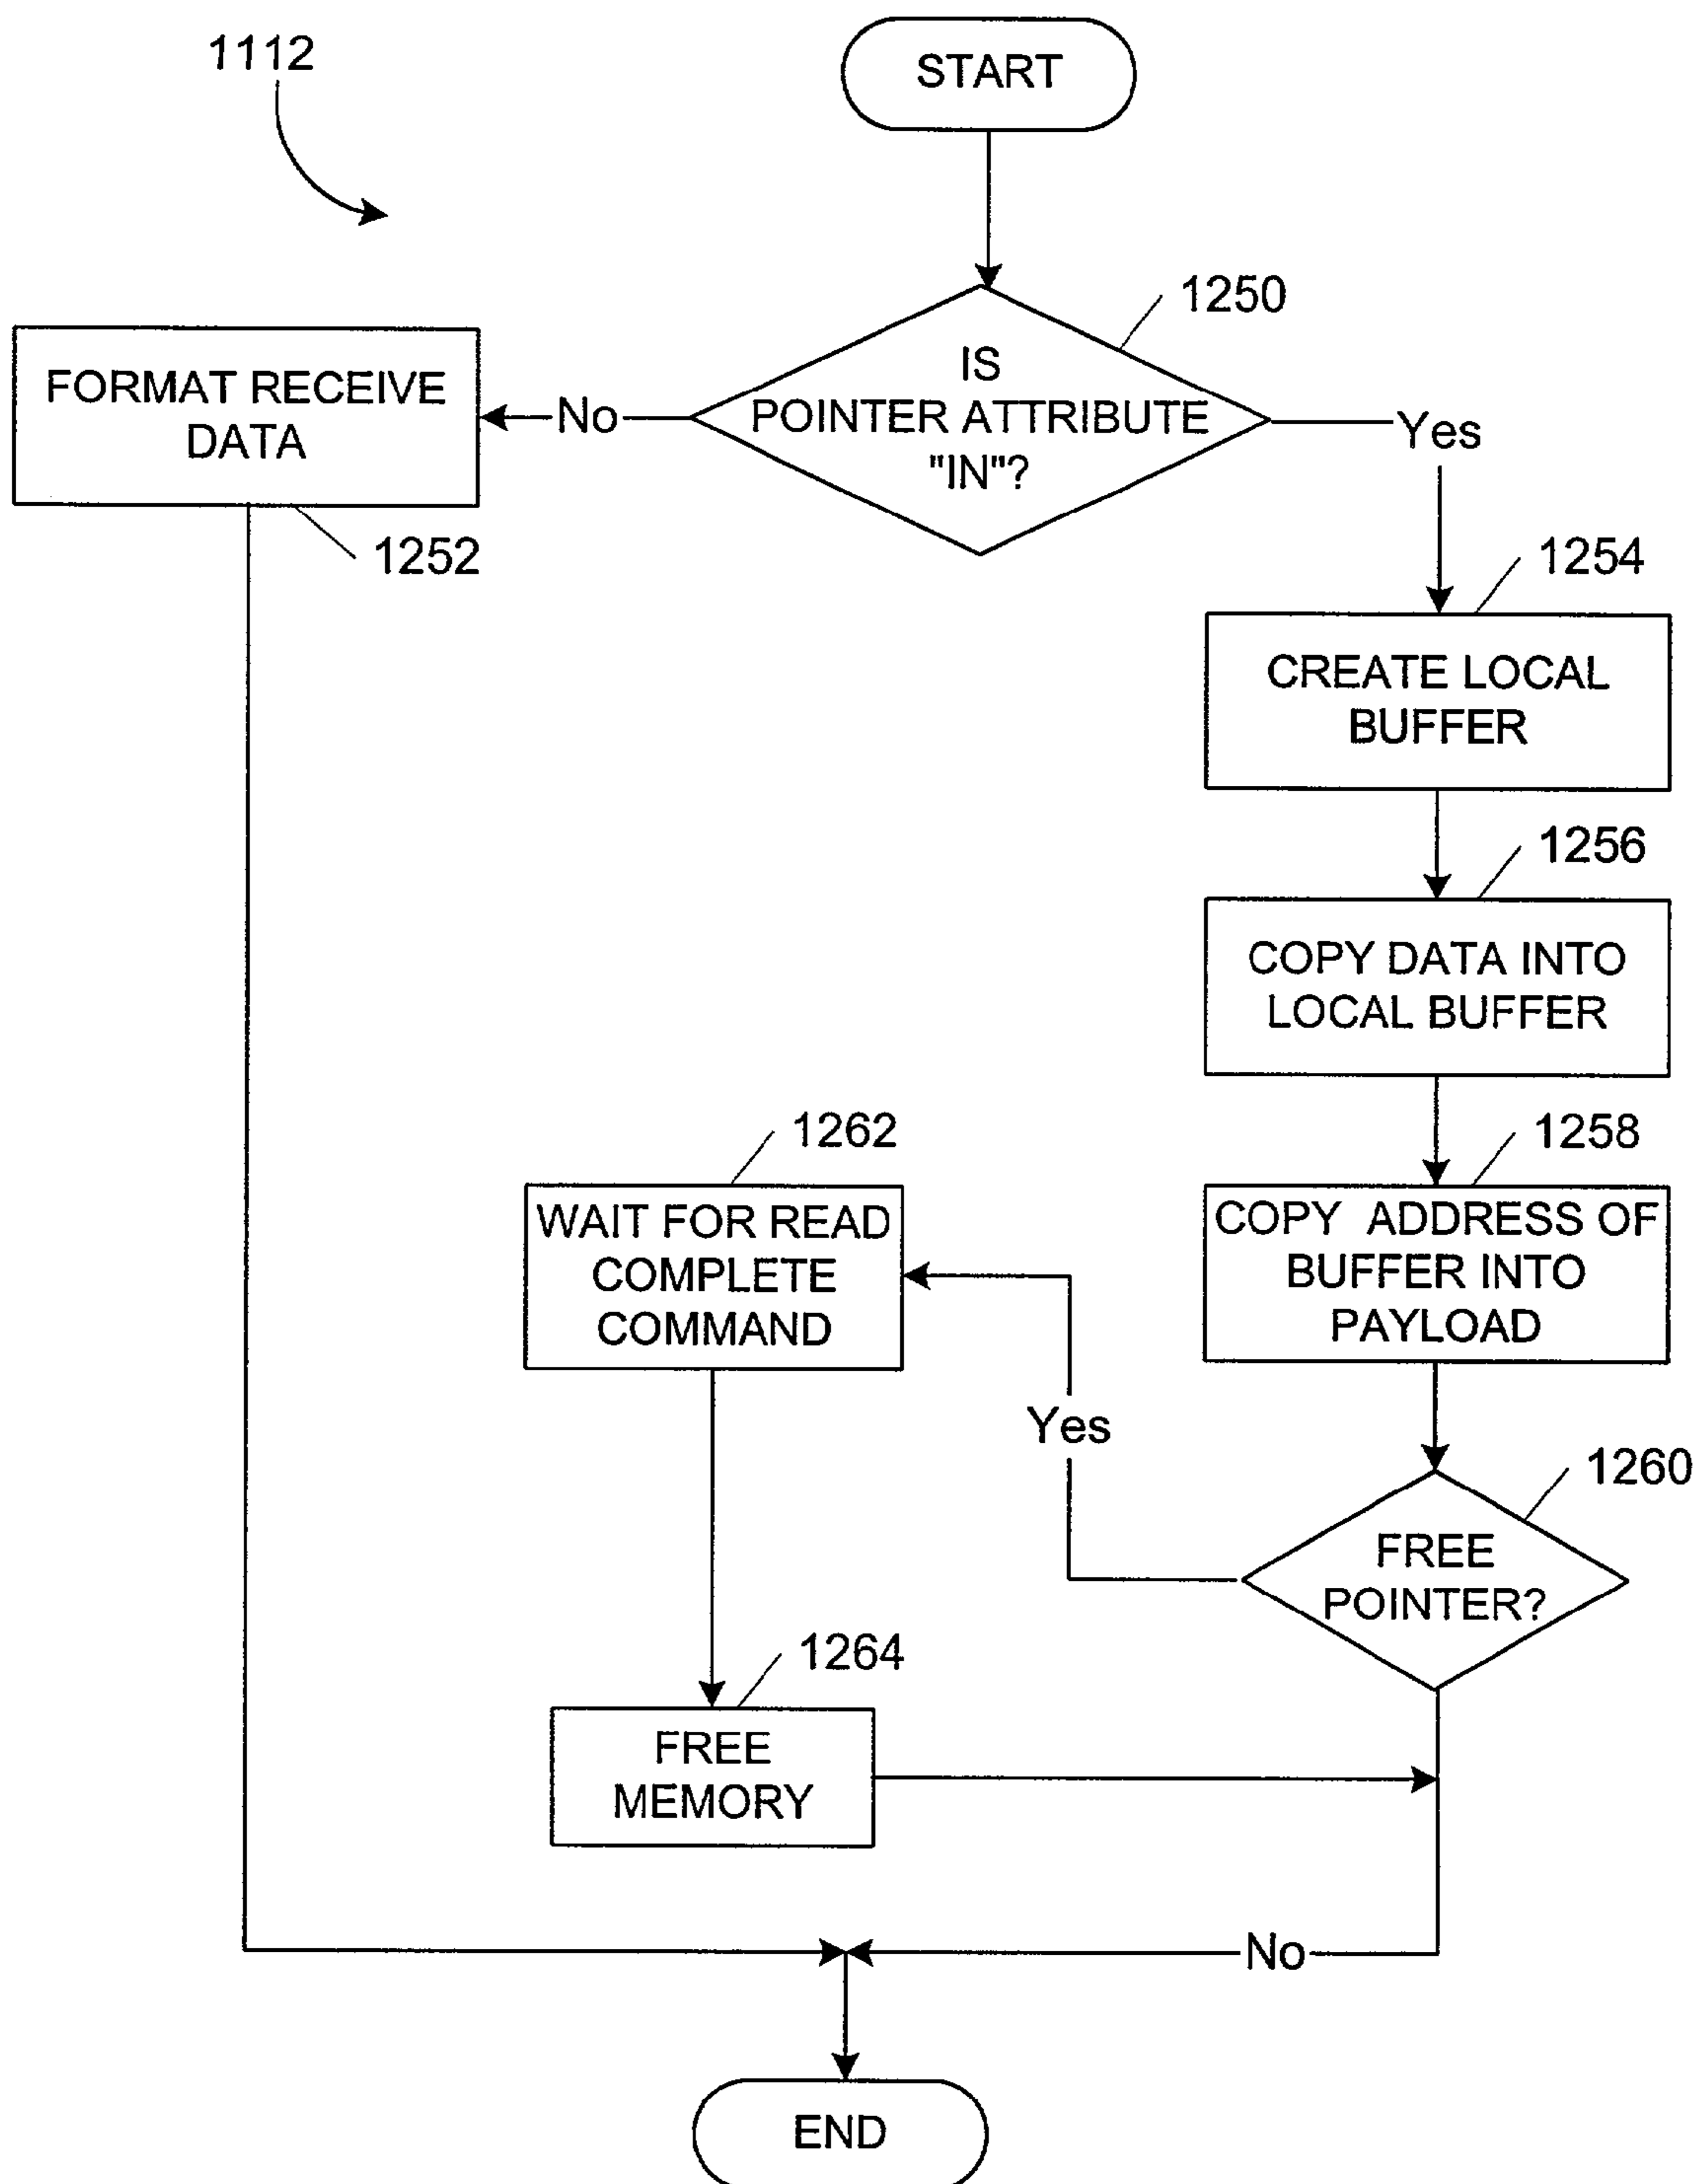 1112
START
1250
IS
POINTER ATTRIBUTE
"IN"?
No
Yes
FORMAT RECEIVE
DATA
1252
1254
CREATE LOCAL
BUFFER
1256
COPY DATA INTO
LOCAL BUFFER
1258
COPY ADDRESS OF
BUFFER INTO
PAYLOAD
1262
WAIT FOR READ
COMPLETE
COMMAND
Yes
1260
FREE
POINTER?
1264
FREE
MEMORY
No
END